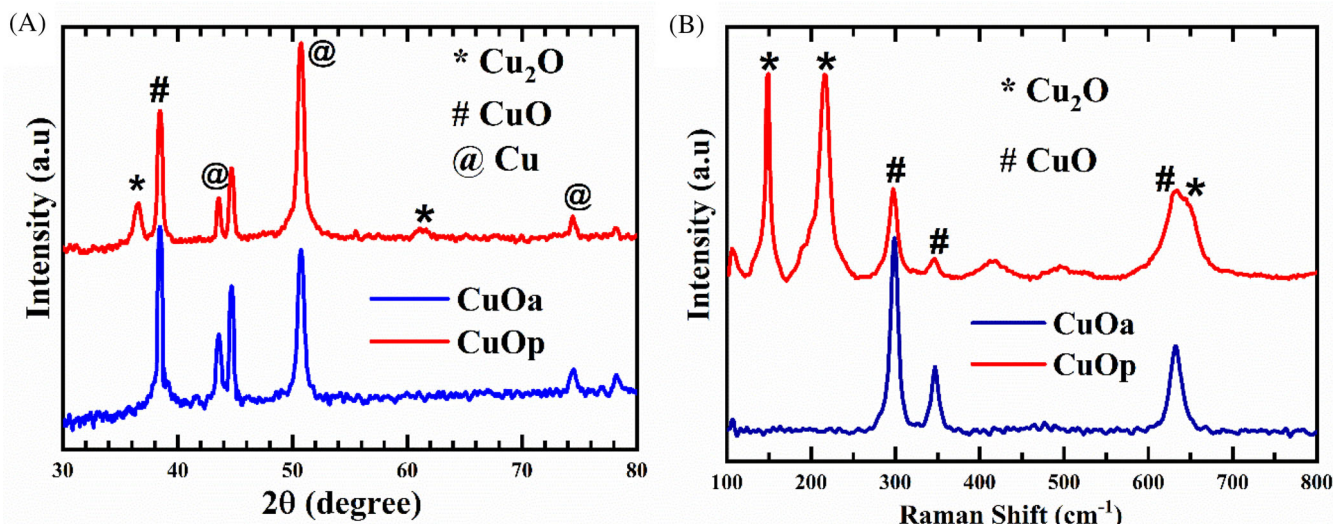 (A)
@
* Cu₂O
#
# CuO
@ Cu
*
@
*
@
CuOa
CuOp
Intensity (a.u)
30 40 50 60 70 80
2θ (degree)
(B)
* *
* Cu₂O
# CuO
#
# *
#
CuOa
CuOp
Intensity (a.u)
100 200 300 400 500 600 700 800
Raman Shift (cm⁻¹)